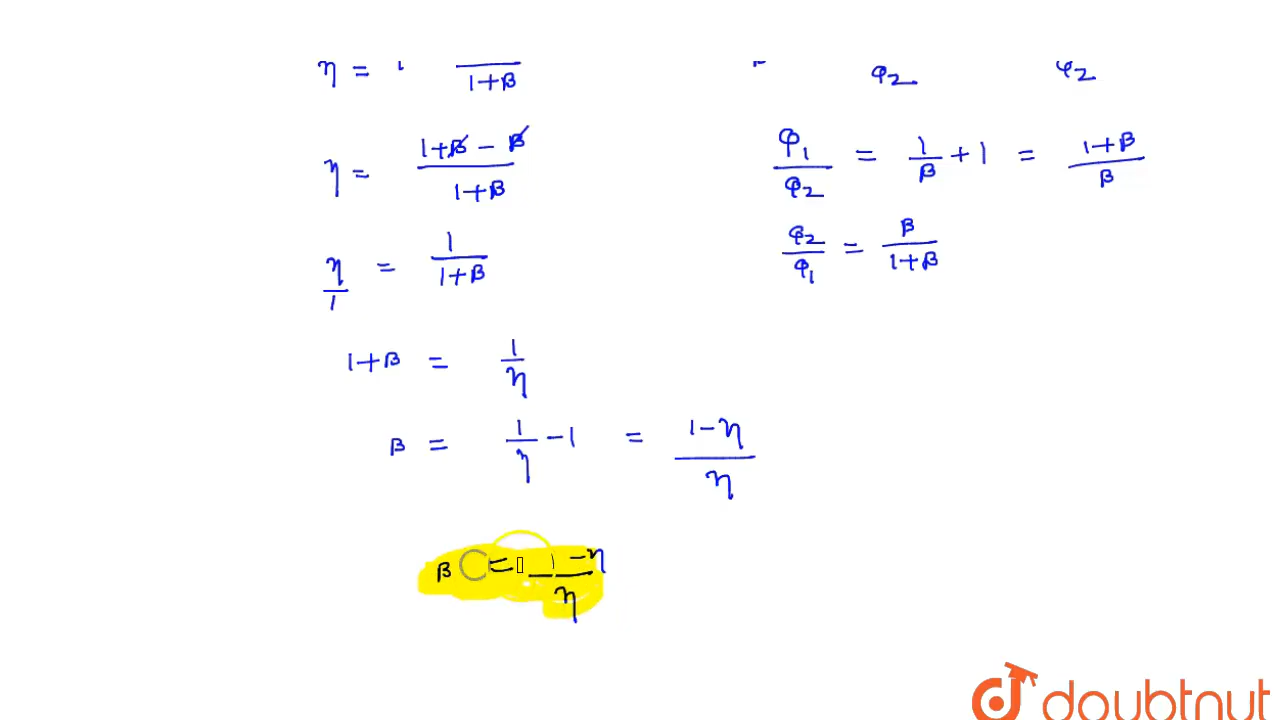 η = 1 / (1+β)
η = (1+β - β) / (1+β)
η/1 = 1/(1+β)
1+β = 1/η
β = 1/η - 1 = (1-η)/η
β = (1-η)/η
φ2 φ2
φ1/φ2 = 1/β + 1 = (1+β)/β
φ2/φ1 = β/(1+β)
doubtnut